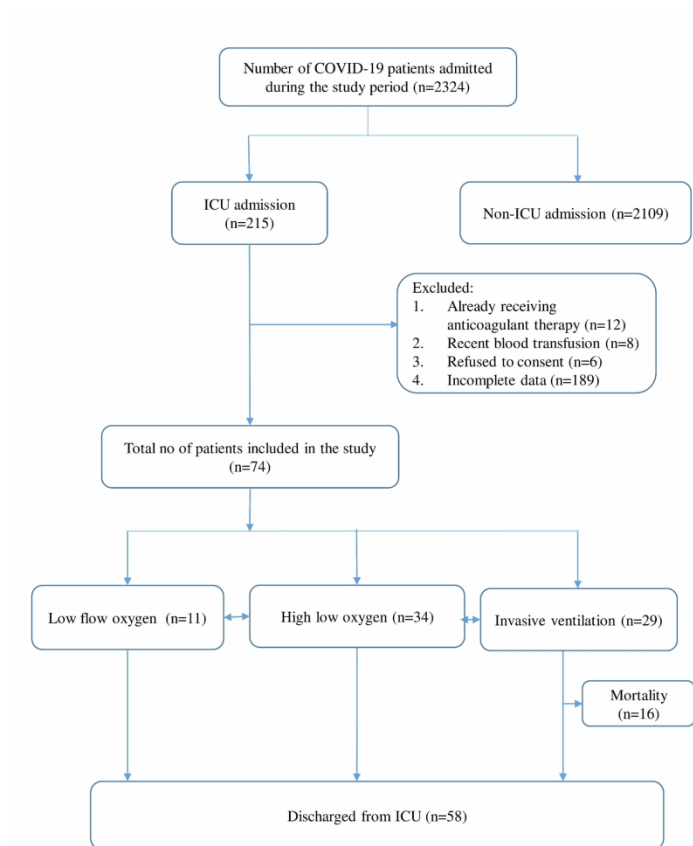 Number of COVID-19 patients admitted
during the study period (n=2324)
ICU admission
(n=215)
Non-ICU admission (n=2109)
Excluded:
1. Already receiving
anticoagulant therapy (n=12)
2. Recent blood transfusion (n=8)
3. Refused to consent (n=6)
4. Incomplete data (n=189)
Total no of patients included in the study
(n=74)
Low flow oxygen (n=11)
High low oxygen (n=34)
Invasive ventilation (n=29)
Mortality
(n=16)
Discharged from ICU (n=58)